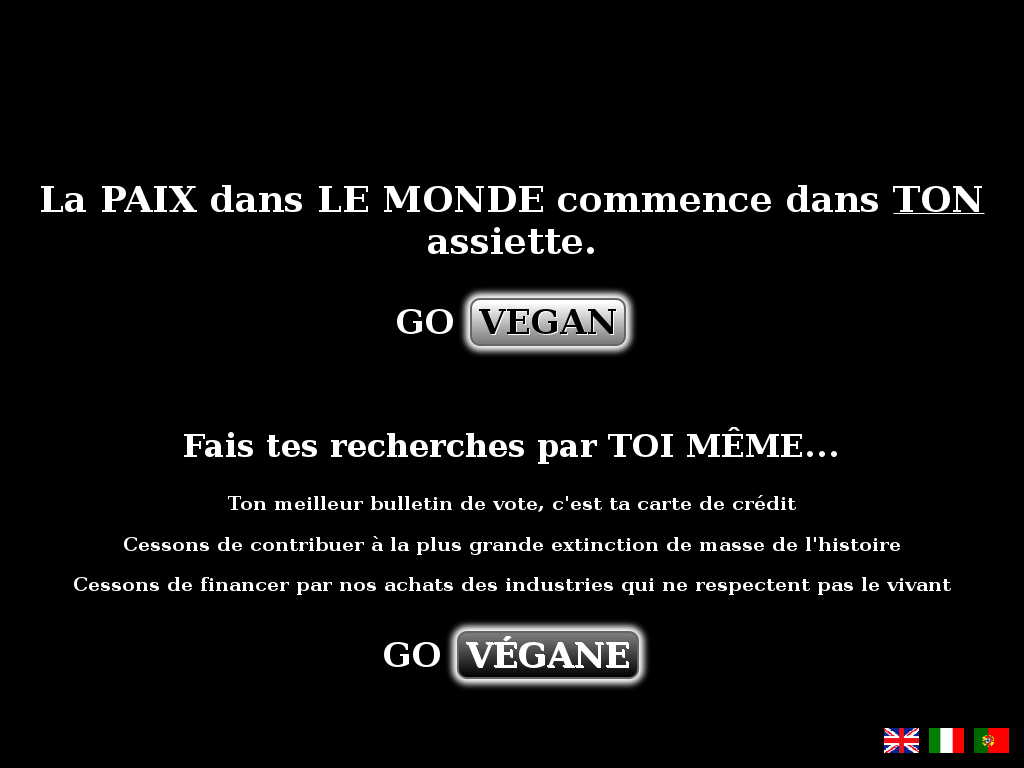 La PAIX dans LE MONDE commence dans TON
assiette.
GO VEGAN
Fais tes recherches par TOI MÊME...
Ton meilleur bulletin de vote, c'est ta carte de crédit
Cessons de contribuer à la plus grande extinction de masse de l'histoire
Cessons de financer par nos achats des industries qui ne respectent pas le vivant
GO VÉGANE